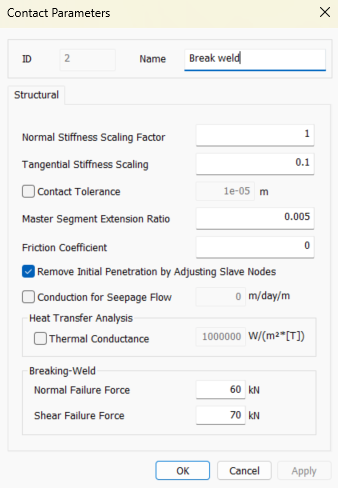 Contact Parameters
ID 2 Name Break weld
Structural
Normal Stiffness Scaling Factor 1
Tangential Stiffness Scaling 0.1
Contact Tolerance 1e-05 m
Master Segment Extension Ratio 0.005
Friction Coefficient 0
Remove Initial Penetration by Adjusting Slave Nodes
Conduction for Seepage Flow 0 m/day/m
Heat Transfer Analysis
Thermal Conductance 1000000 W/(m²*[T])
Breaking-Weld
Normal Failure Force 60 kN
Shear Failure Force 70 kN
OK Cancel Apply